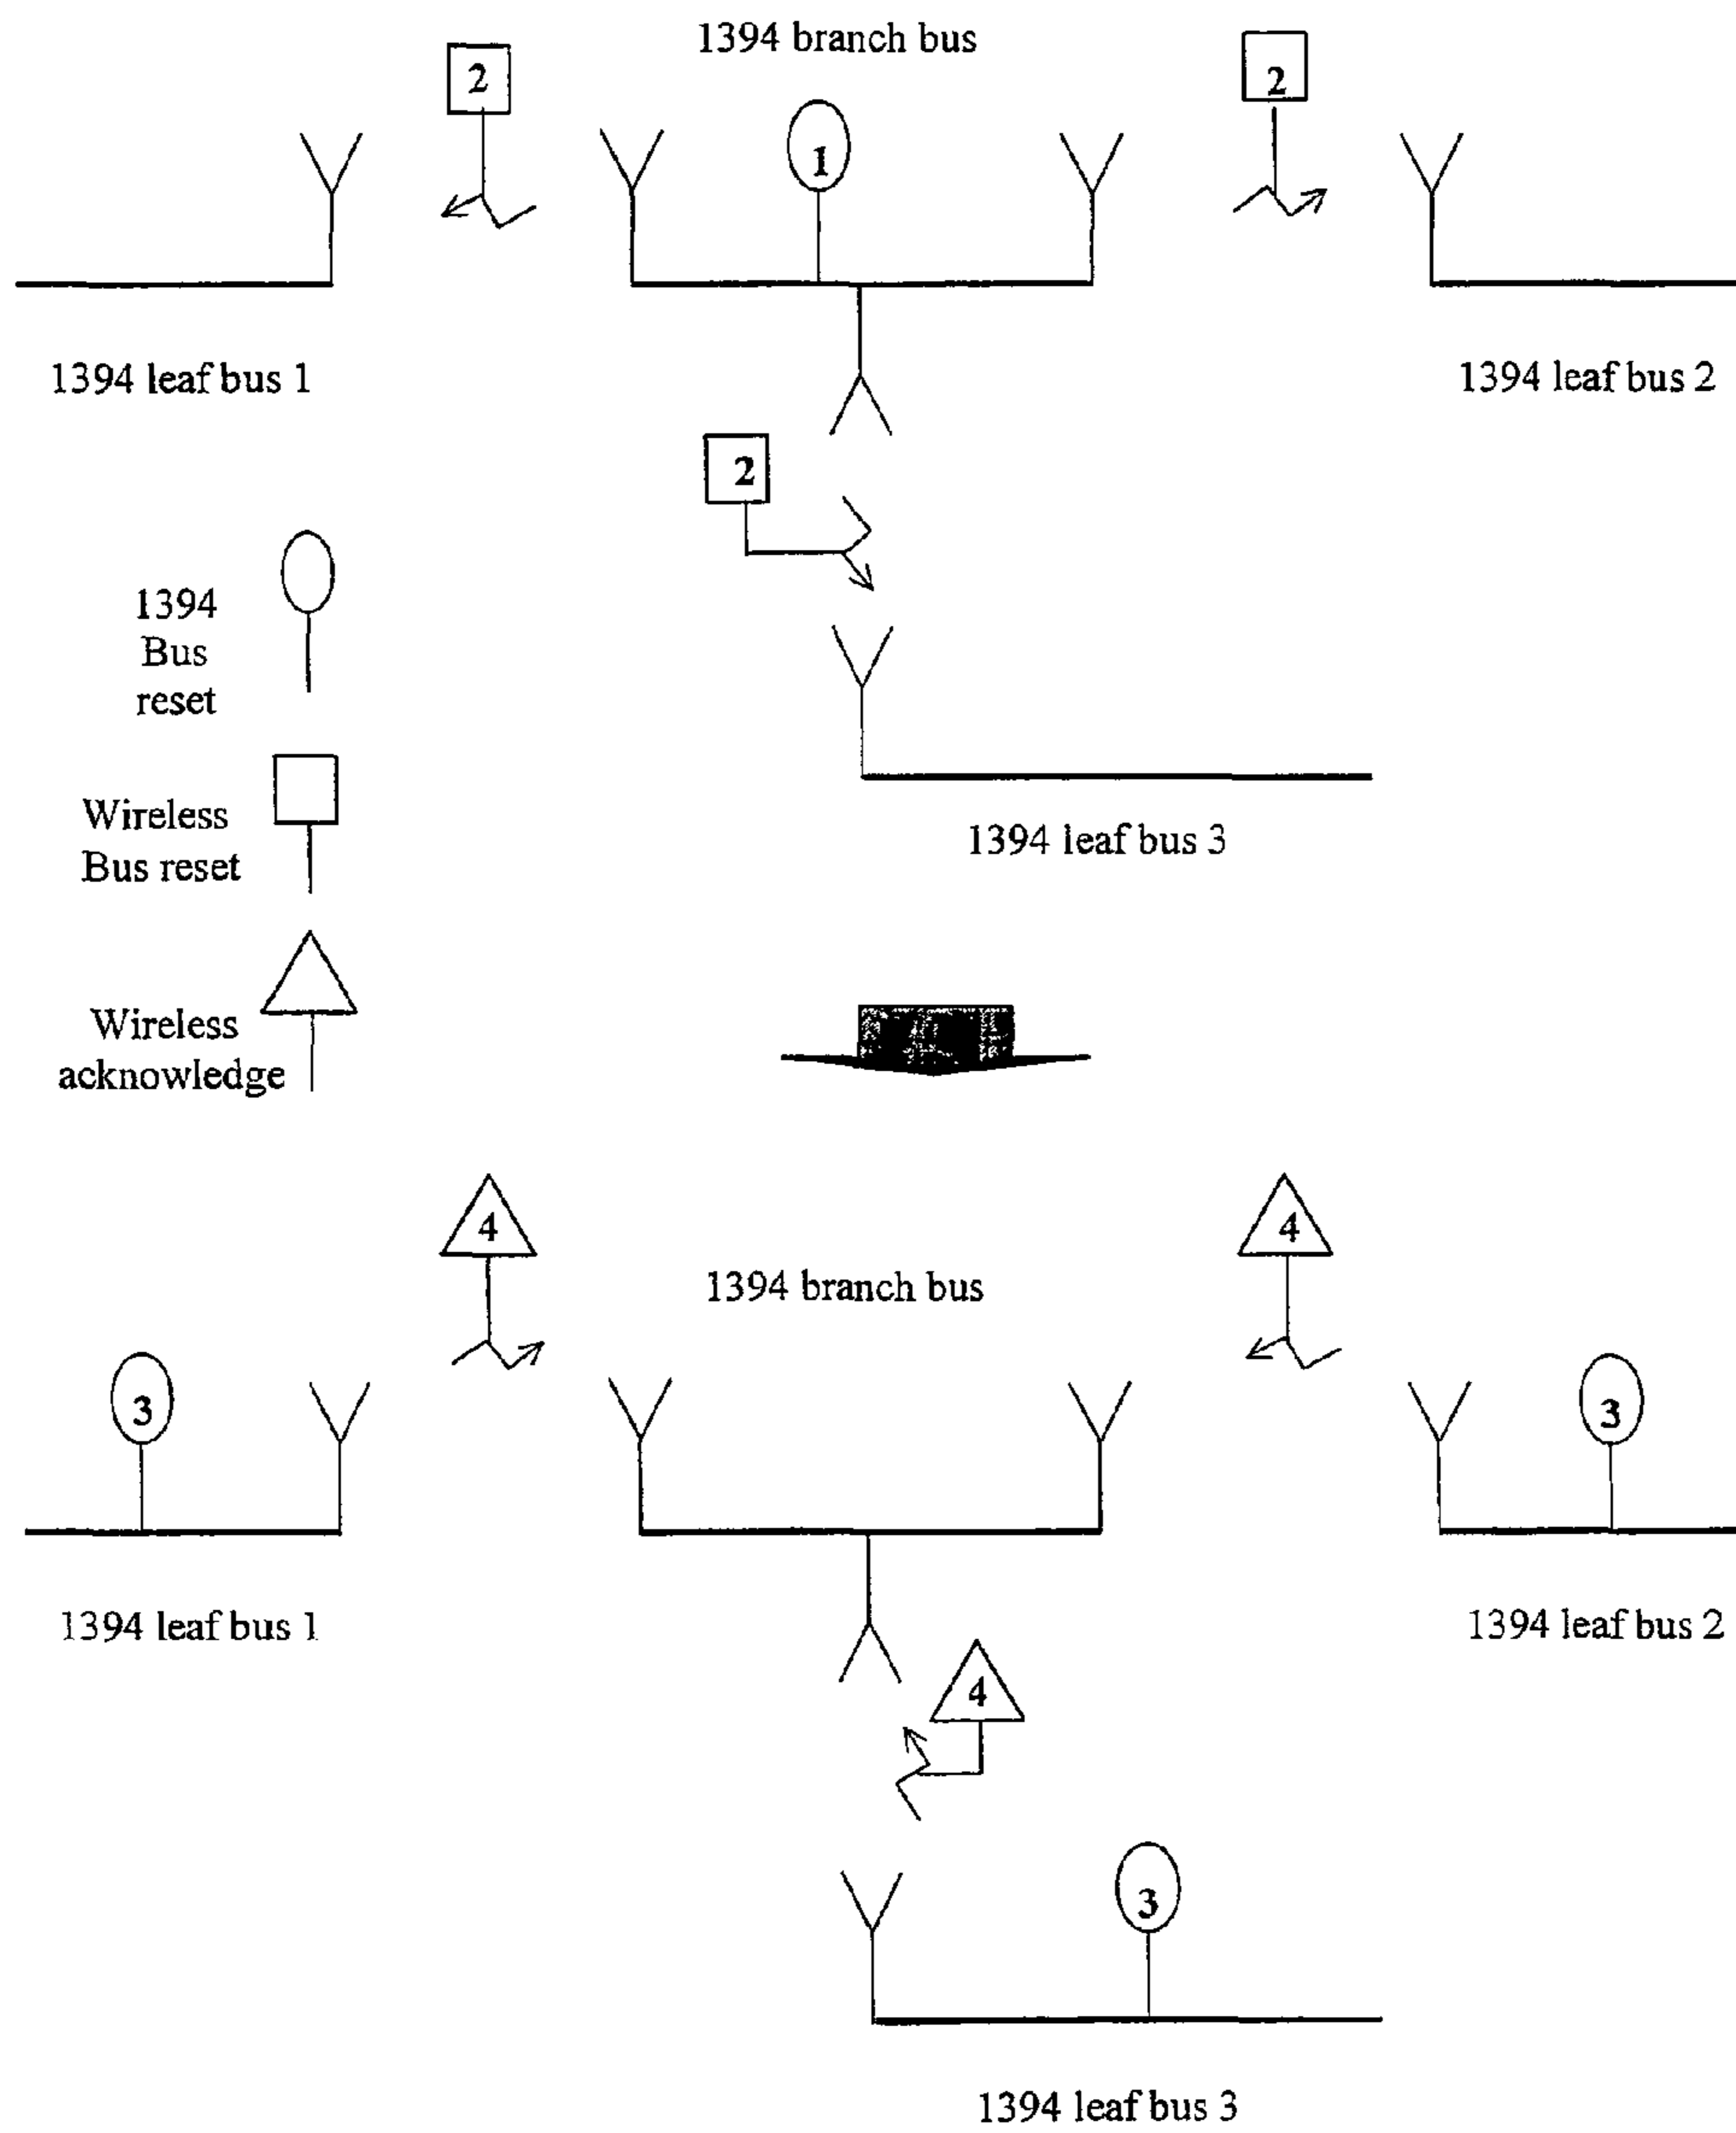 1394 branch bus
2
2
1
1394 leaf bus 1
1394 leaf bus 2
2
1394
Bus
reset
Wireless
Bus reset
1394 leaf bus 3
Wireless
acknowledge
4
4
1394 branch bus
3
3
1394 leaf bus 1
1394 leaf bus 2
4
3
1394 leaf bus 3